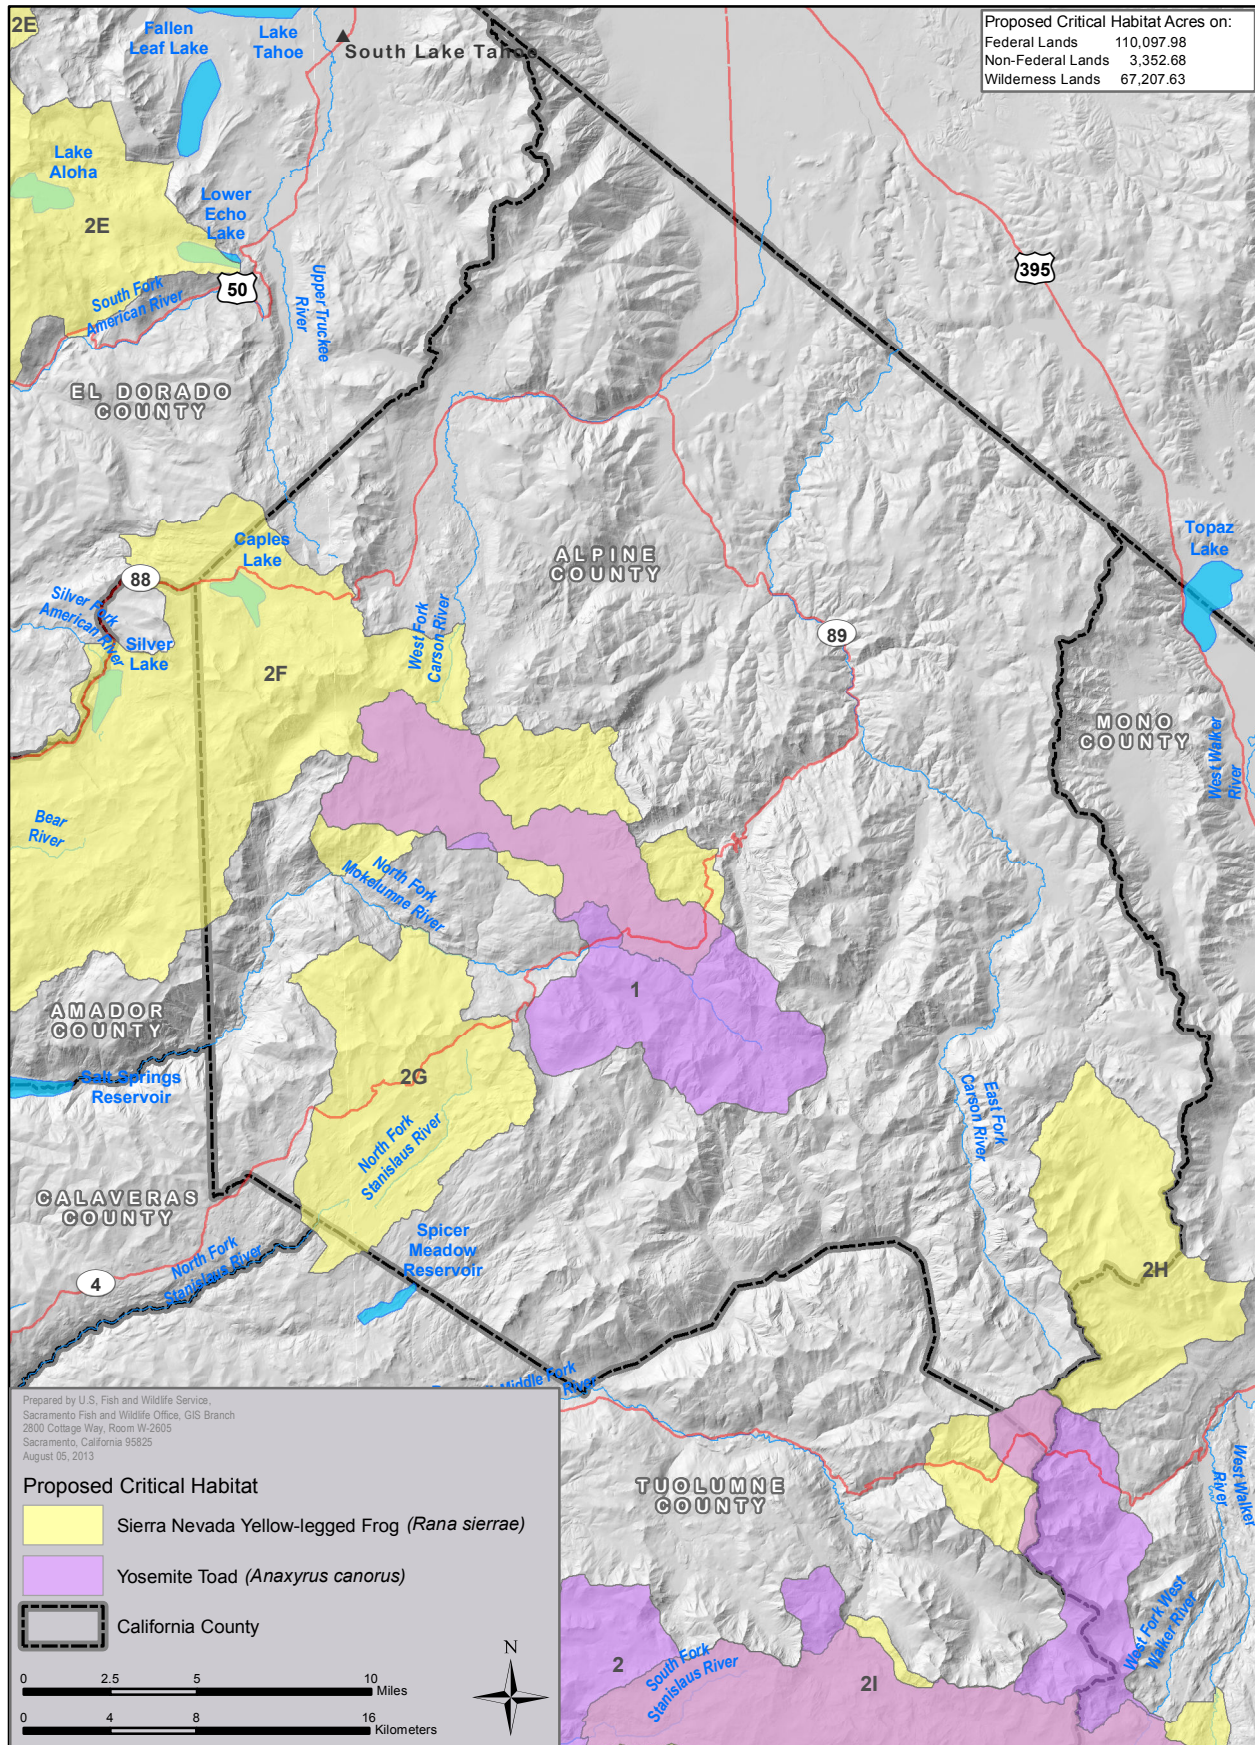 2E
Fallen
Leaf Lake
Lake
Tahoe
South Lake Tahoe
Proposed Critical Habitat Acres on:
Federal Lands 110,097.98
Non-Federal Lands 3,352.68
Wilderness Lands 67,207.63
Lake
Aloha
Lower
Echo
Lake
2E
395
50
South Fork
American River
Upper Truckee
River
EL DORADO
COUNTY
Caples
Lake
ALPINE
COUNTY
Topaz
Lake
88
Silver Fork
American River
Silver
Lake
2F
West Fork
Carson River
89
MONO
COUNTY
West Walker
River
Bear
River
North Fork
Mokelumne River
1
AMADOR
COUNTY
Salt Springs
Reservoir
2G
East Fork
Carson River
North Fork
Stanislaus River
CALAVERAS
COUNTY
Spicer
Meadow
Reservoir
North Fork
Stanislaus River
4
2H
Middle Fork
River
TUOLUMNE
COUNTY
West Walker
River
West Fork West
Walker River
2
South Fork
Stanislaus River
2I
Prepared by U.S, Fish and Wildlife Service,
Sacramento Fish and Wildlife Office, GIS Branch
2800 Cottage Way, Room W-2605
Sacramento, California 95825
August 05, 2013
Proposed Critical Habitat
Sierra Nevada Yellow-legged Frog (Rana sierrae)
Yosemite Toad (Anaxyrus canorus)
California County
N
0 2.5 5 10
Miles
0 4 8 16
Kilometers